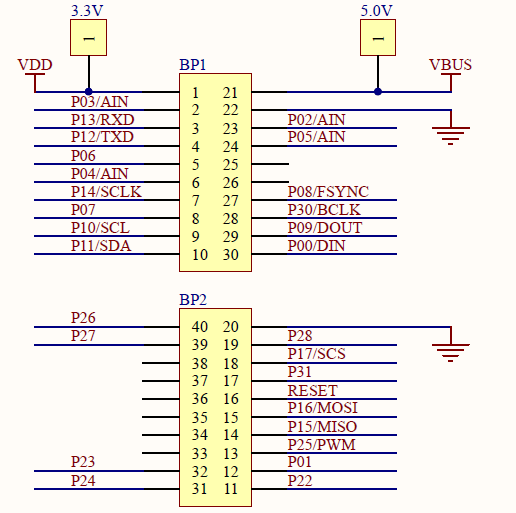 3.3V 5.0V
1 1
VDD BP1 VBUS
1 21
P03/AIN 2 22
P13/RXD 3 23 P02/AIN
P12/TXD 4 24 P05/AIN
P06 5 25
P04/AIN 6 26
P14/SCLK 7 27 P08/FSYNC
P07 8 28 P30/BCLK
P10/SCL 9 29 P09/DOUT
P11/SDA 10 30 P00/DIN
BP2
P26 40 20
P27 39 19 P28
38 18 P17/SCS
37 17 P31
36 16 RESET
35 15 P16/MOSI
34 14 P15/MISO
33 13 P25/PWM
P23 32 12 P01
P24 31 11 P22